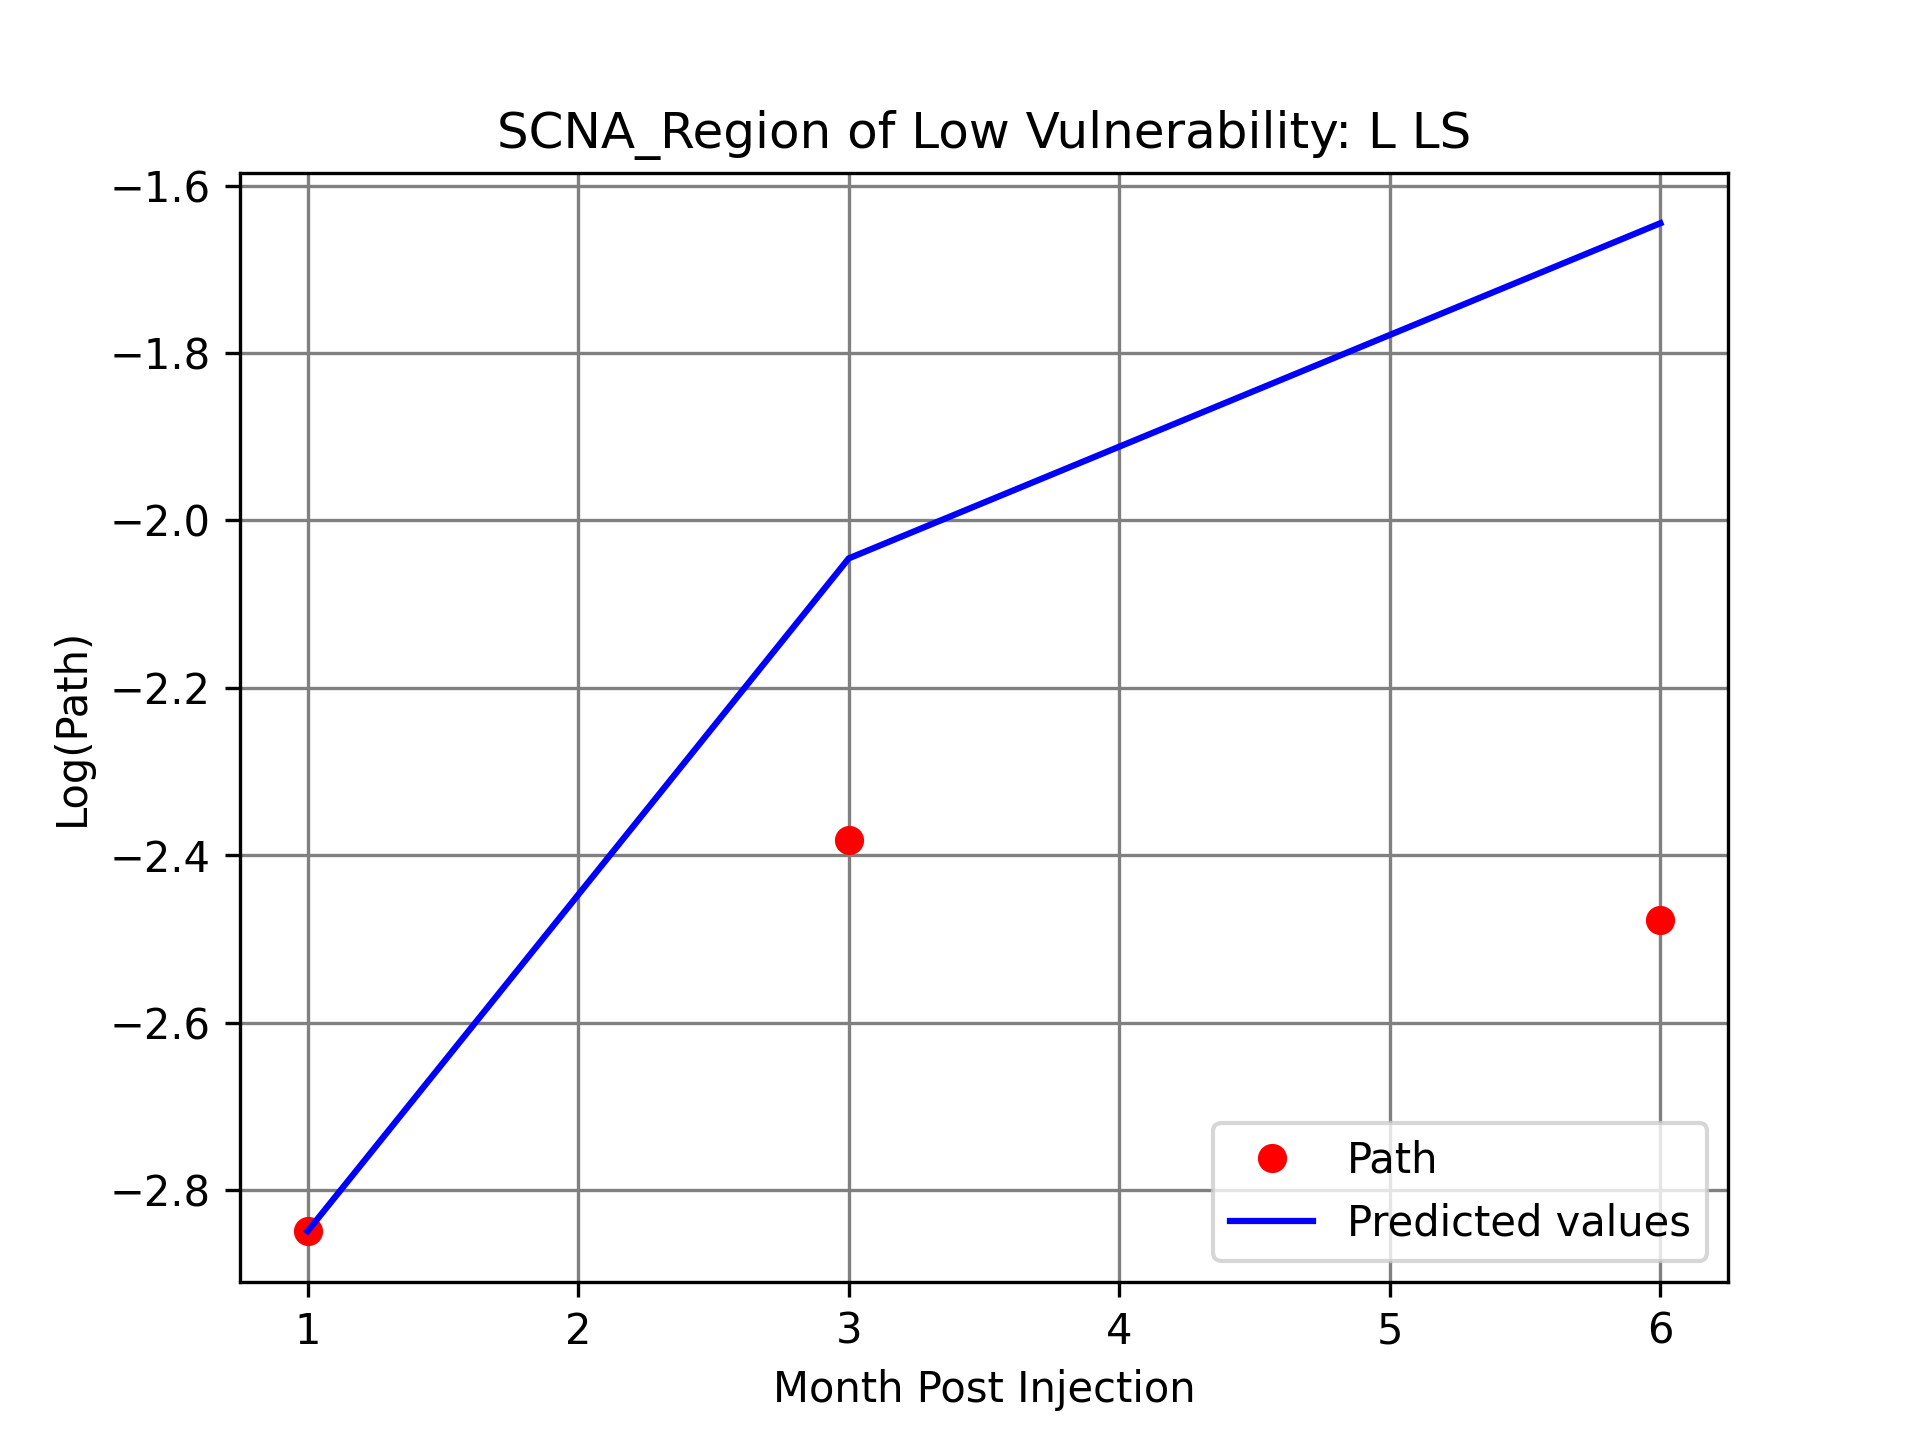 SCNA_Region of Low Vulnerability: L LS
−1.6
−1.8
−2.0
−2.2
−2.4
−2.6
−2.8
Log(Path)
Path
Predicted values
1 2 3 4 5 6
Month Post Injection